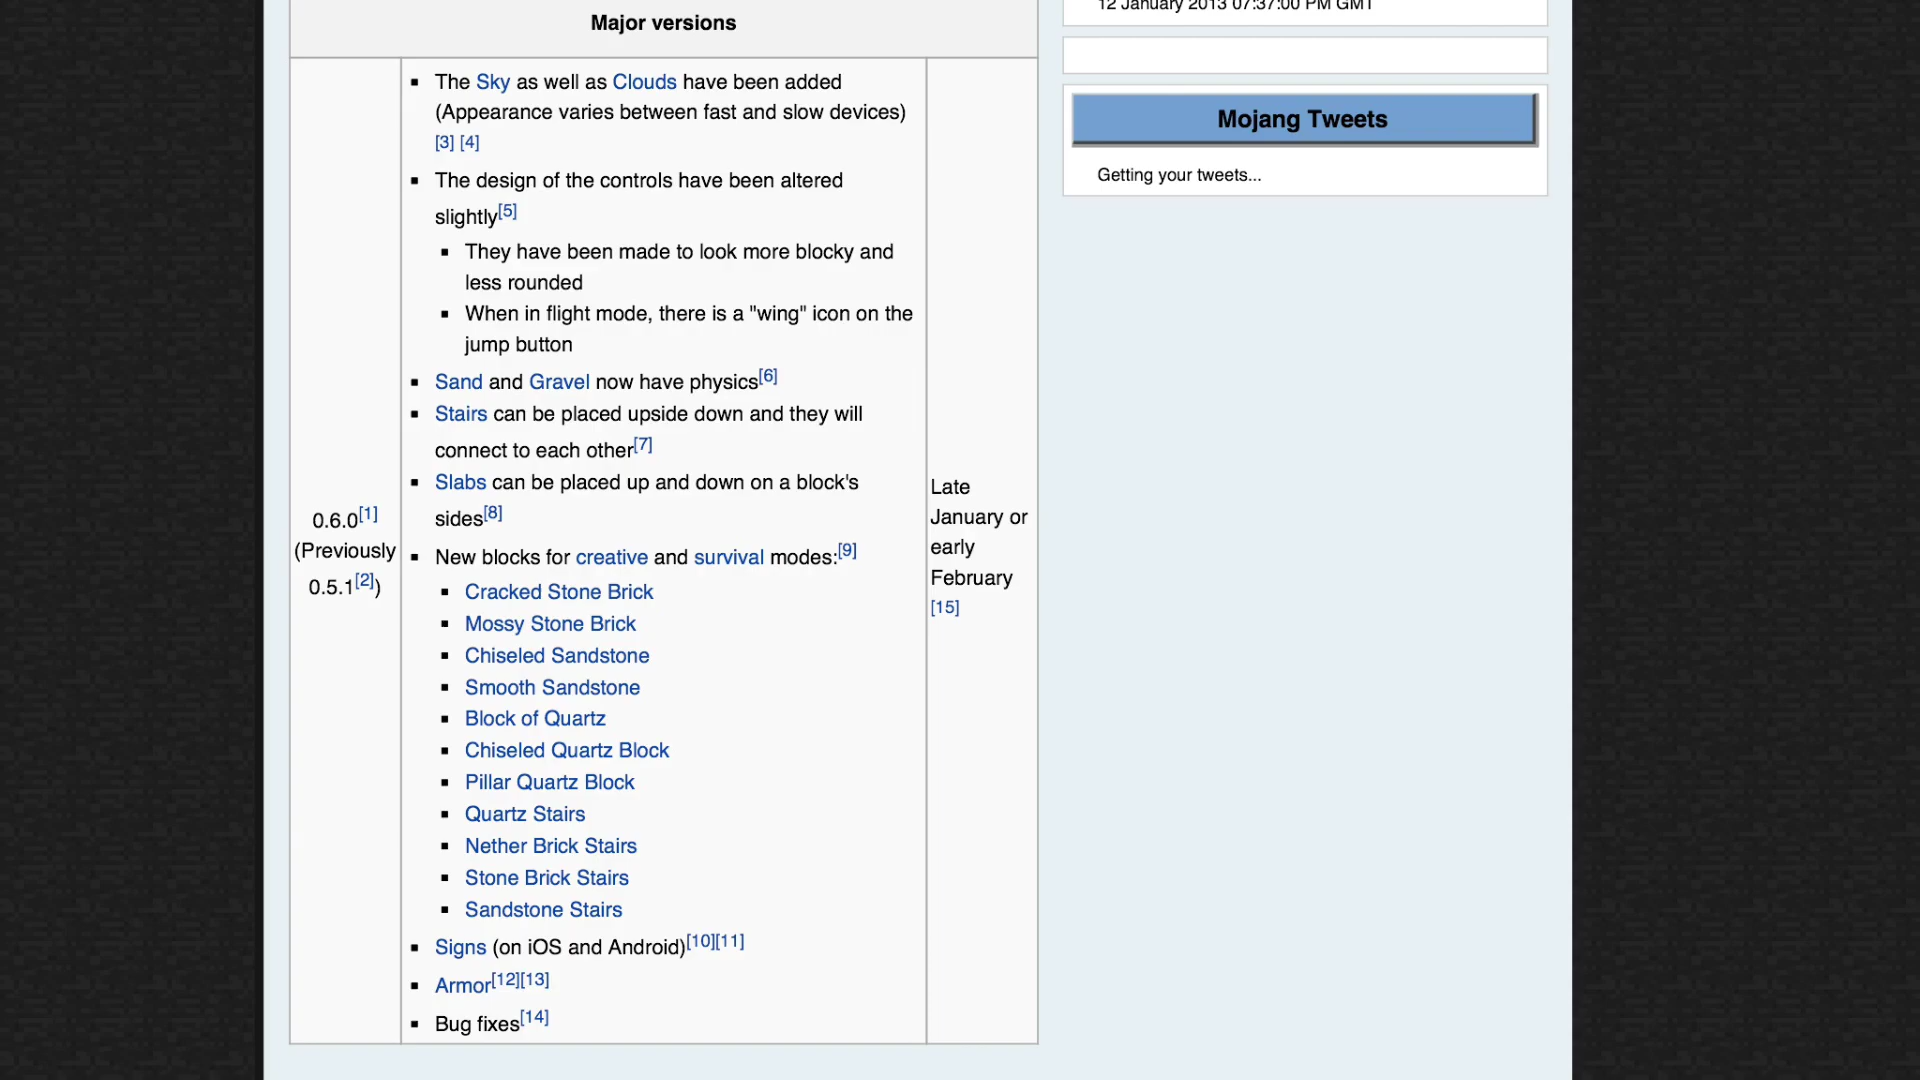 Major versions
The Sky as well as Clouds have been added
(Appearance varies between fast and slow devices)
[3] [4]
The design of the controls have been altered
slightly[5]
They have been made to look more blocky and
less rounded
When in flight mode, there is a "wing" icon on the
jump button
Sand and Gravel now have physics[6]
Stairs can be placed upside down and they will
connect to each other[7]
Slabs can be placed up and down on a block's
sides[8]
0.6.0[1]
(Previously
0.5.1[2])
New blocks for creative and survival modes:[9]
Cracked Stone Brick
Mossy Stone Brick
Chiseled Sandstone
Smooth Sandstone
Block of Quartz
Chiseled Quartz Block
Pillar Quartz Block
Quartz Stairs
Nether Brick Stairs
Stone Brick Stairs
Sandstone Stairs
Signs (on iOS and Android)[10][11]
Armor[12][13]
Bug fixes[14]
Late
January or
early
February
[15]
12 January 2013 07:37:00 PM GMT
Mojang Tweets
Getting your tweets...